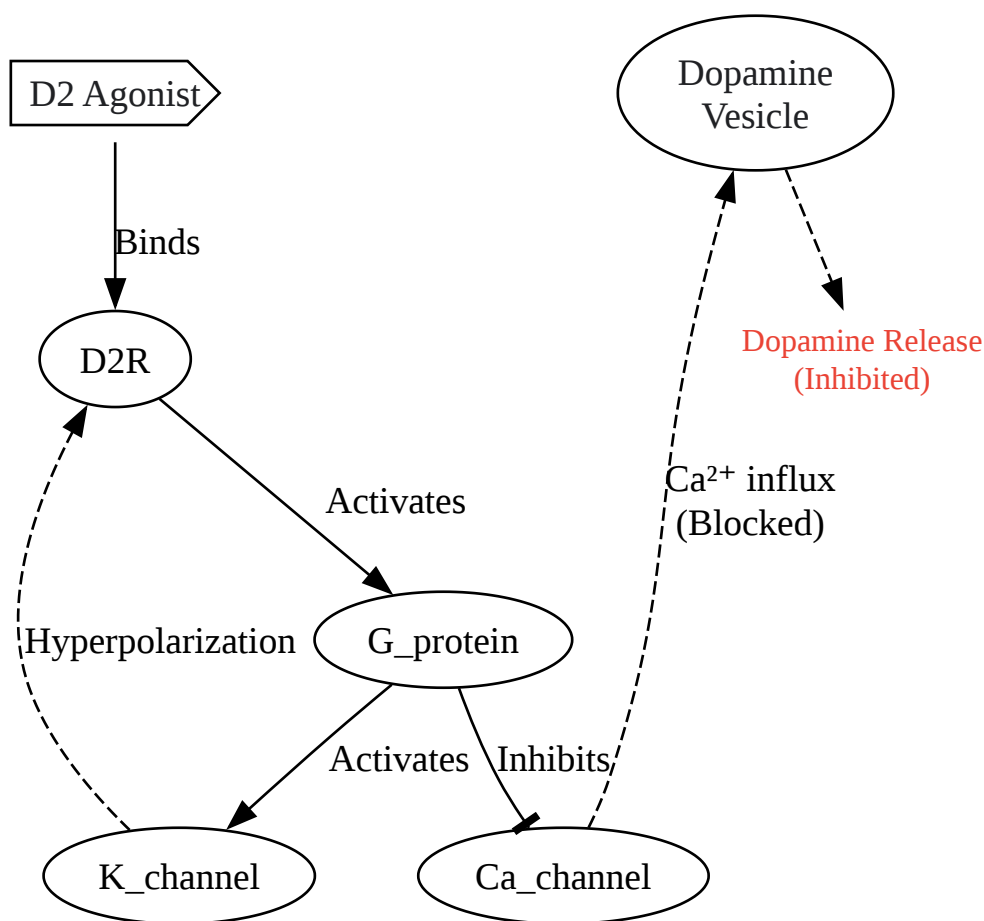 D2 Agonist
Dopamine
Vesicle
Binds
Dopamine Release
(Inhibited)
D2R
Ca²⁺ influx
(Blocked)
Activates
Hyperpolarization
G_protein
Activates
Inhibits
K_channel
Ca_channel